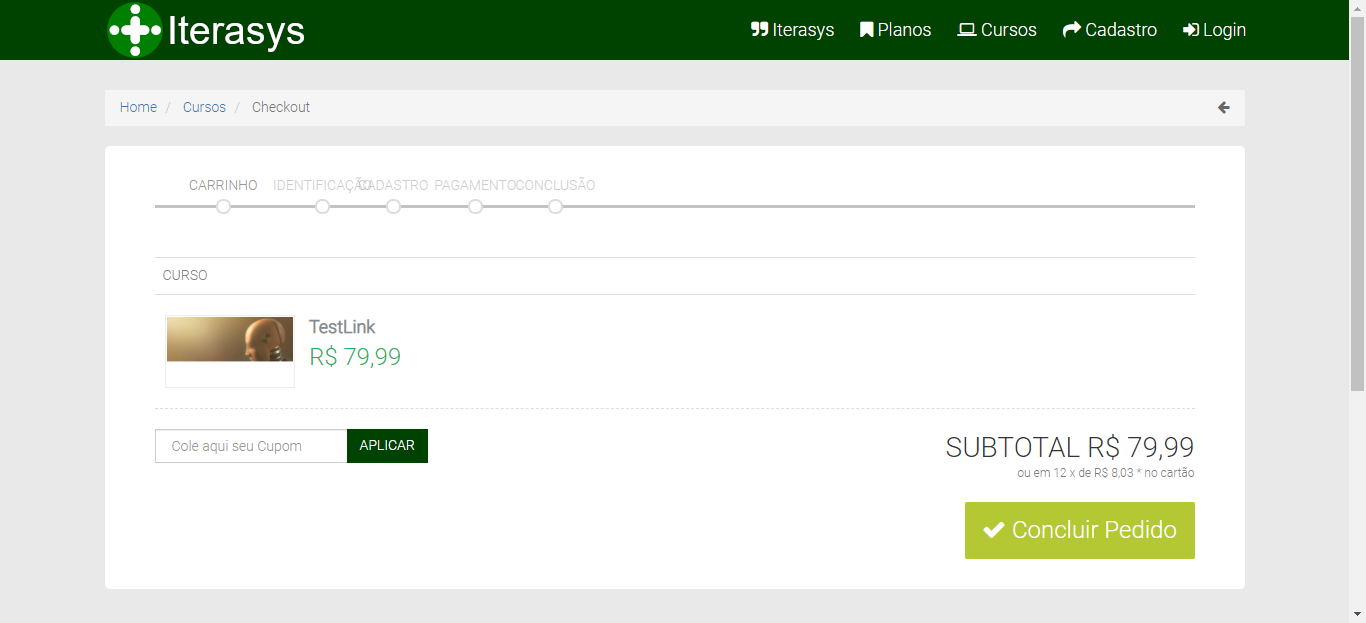 Iterasys
Iterasys Planos Cursos Cadastro Login
Home / Cursos / Checkout
CARRINHO IDENTIFICAÇÃO CADASTRO PAGAMENTO CONCLUSÃO
CURSO
TestLink
R$ 79,99
Cole aqui seu Cupom APLICAR
SUBTOTAL R$ 79,99
ou em 12 x de R$ 8,03 * no cartão
Concluir Pedido